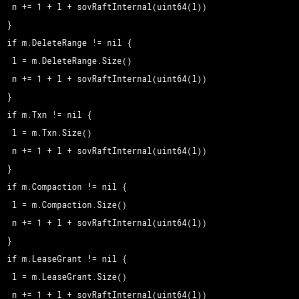 n += 1 + l + sovRaftInternal(uint64(l))
}
if m.DeleteRange != nil {
l = m.DeleteRange.Size()
n += 1 + l + sovRaftInternal(uint64(l))
}
if m.Txn != nil {
l = m.Txn.Size()
n += 1 + l + sovRaftInternal(uint64(l))
}
if m.Compaction != nil {
l = m.Compaction.Size()
n += 1 + l + sovRaftInternal(uint64(l))
}
if m.LeaseGrant != nil {
l = m.LeaseGrant.Size()
n += 1 + l + sovRaftInternal(uint64(l))